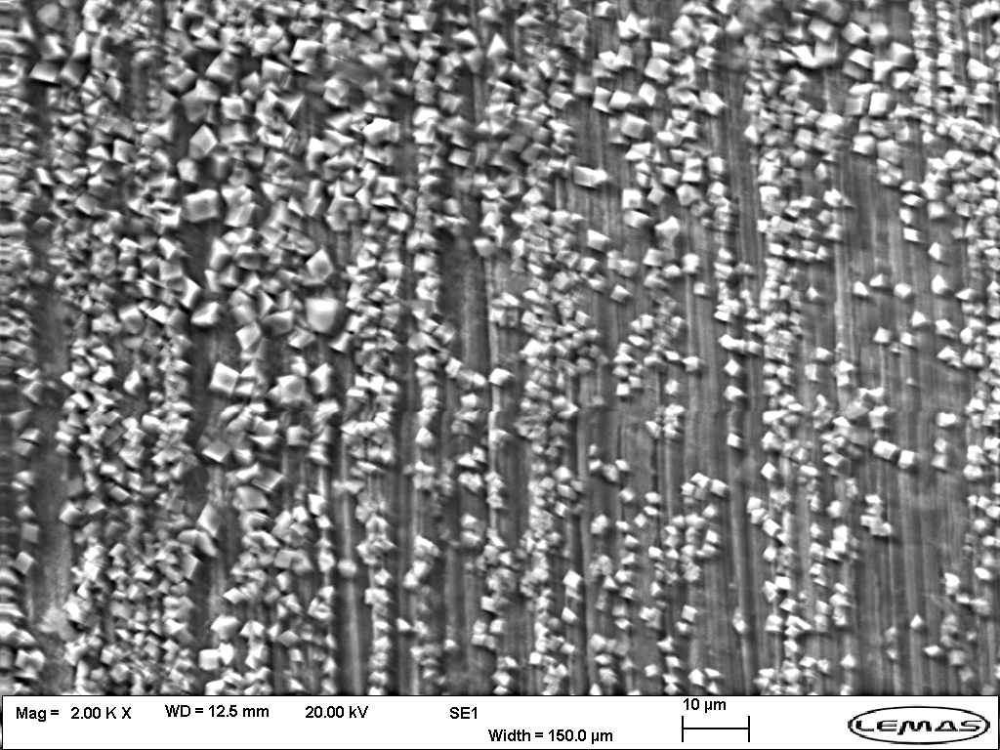 Mag = 2.00 K X WD = 12.5 mm 20.00 kV SE1 10 µm
Width = 150.0 µm
LEMAS